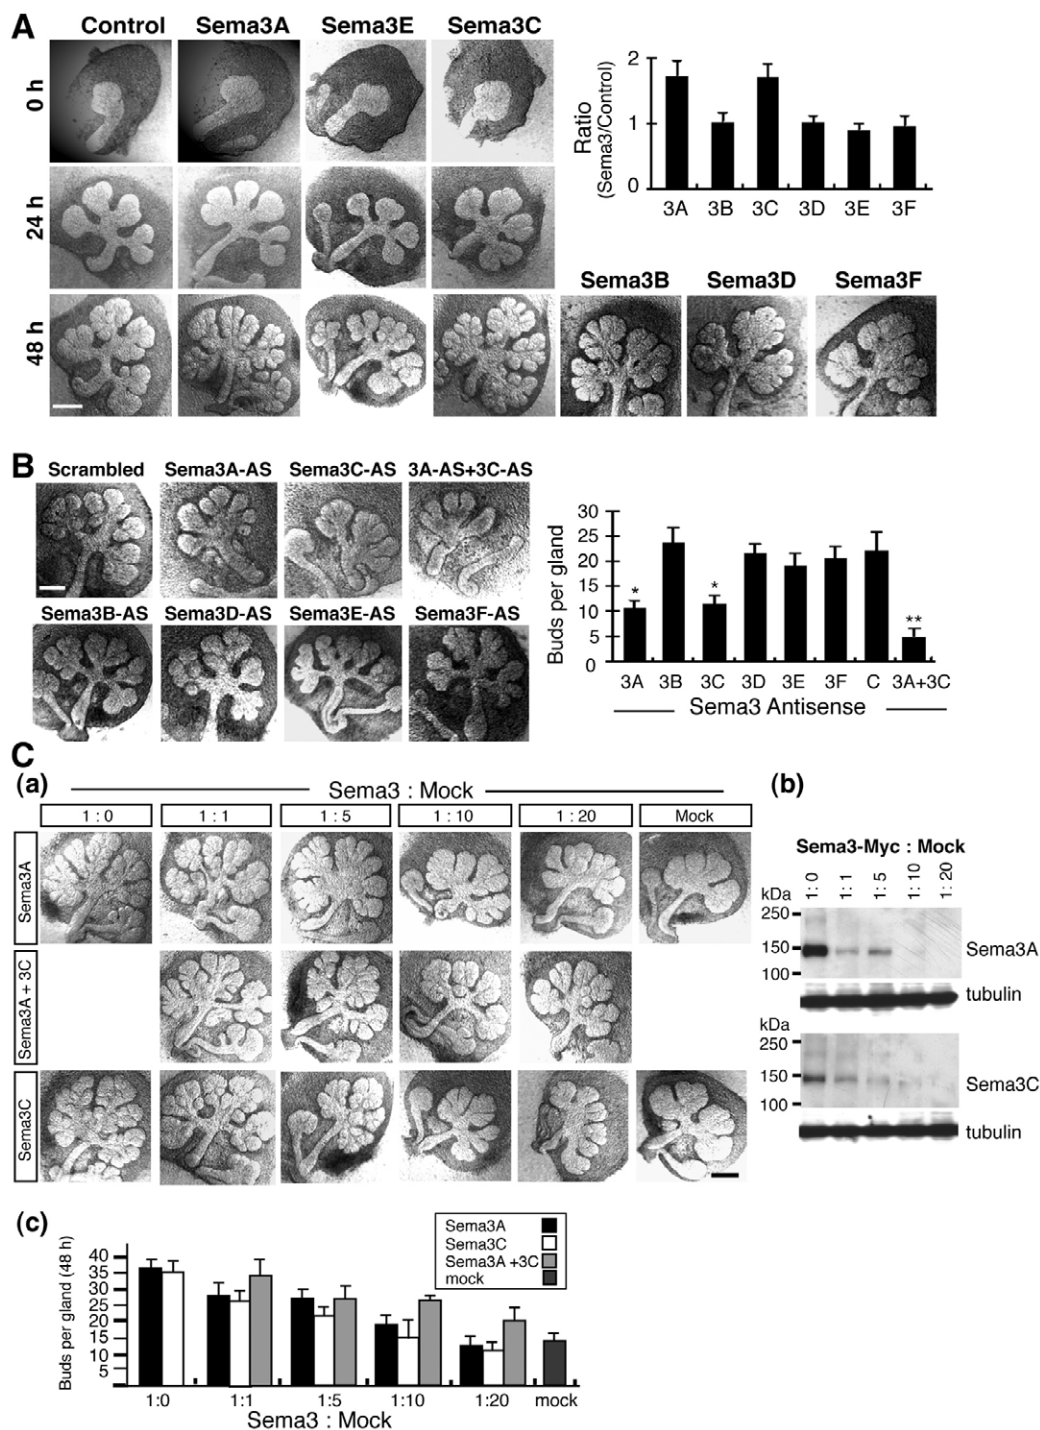 A
Control Sema3A Sema3E Sema3C
0 h
24 h
48 h
Ratio
(Sema3/Control)
2
1
0
3A 3B 3C 3D 3E 3F
Sema3B Sema3D Sema3F
B
Scrambled Sema3A-AS Sema3C-AS 3A-AS+3C-AS
Sema3B-AS Sema3D-AS Sema3E-AS Sema3F-AS
Buds per gland
30
25
20
15
10
5
0
* * **
3A 3B 3C 3D 3E 3F C 3A+3C
Sema3 Antisense
C
(a)
Sema3 : Mock
1 : 0 1 : 1 1 : 5 1 : 10 1 : 20 Mock
Sema3A
Sema3A + 3C
Sema3C
(b)
Sema3-Myc : Mock
kDa 1: 0 1: 1 1: 5 1: 10 1: 20
250
150
100
Sema3A
tubulin
kDa
250
150
100
Sema3C
tubulin
(c)
Sema3A
Sema3C
Sema3A +3C
mock
Buds per gland (48 h)
40
35
30
25
20
15
10
5
1:0 1:1 1:5 1:10 1:20 mock
Sema3 : Mock